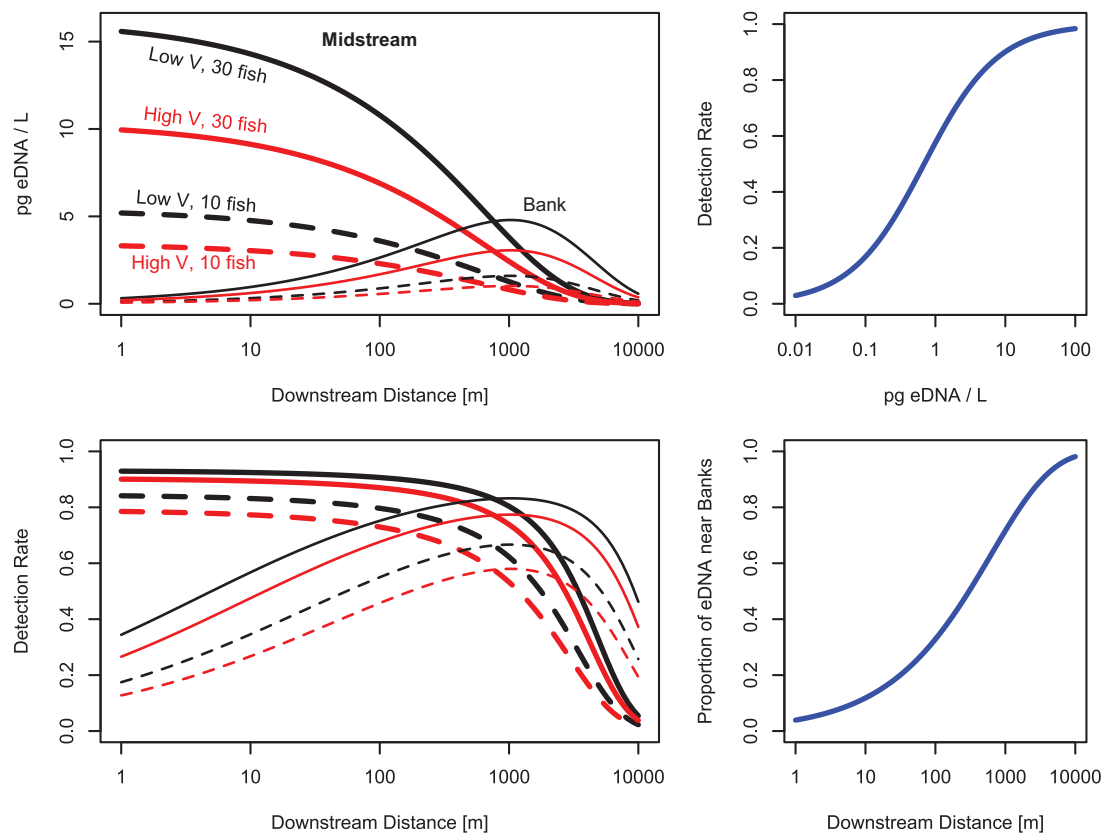 Midstream
Low V, 30 fish
High V, 30 fish
Low V, 10 fish
High V, 10 fish
Bank
pg eDNA / L
15
10
5
0
1 10 100 1000 10000
Downstream Distance [m]
Detection Rate
1.0
0.8
0.6
0.4
0.2
0.0
0.01 0.1 1 10 100
pg eDNA / L
Detection Rate
1.0
0.8
0.6
0.4
0.2
0.0
1 10 100 1000 10000
Downstream Distance [m]
Proportion of eDNA near Banks
1.0
0.8
0.6
0.4
0.2
0.0
1 10 100 1000 10000
Downstream Distance [m]